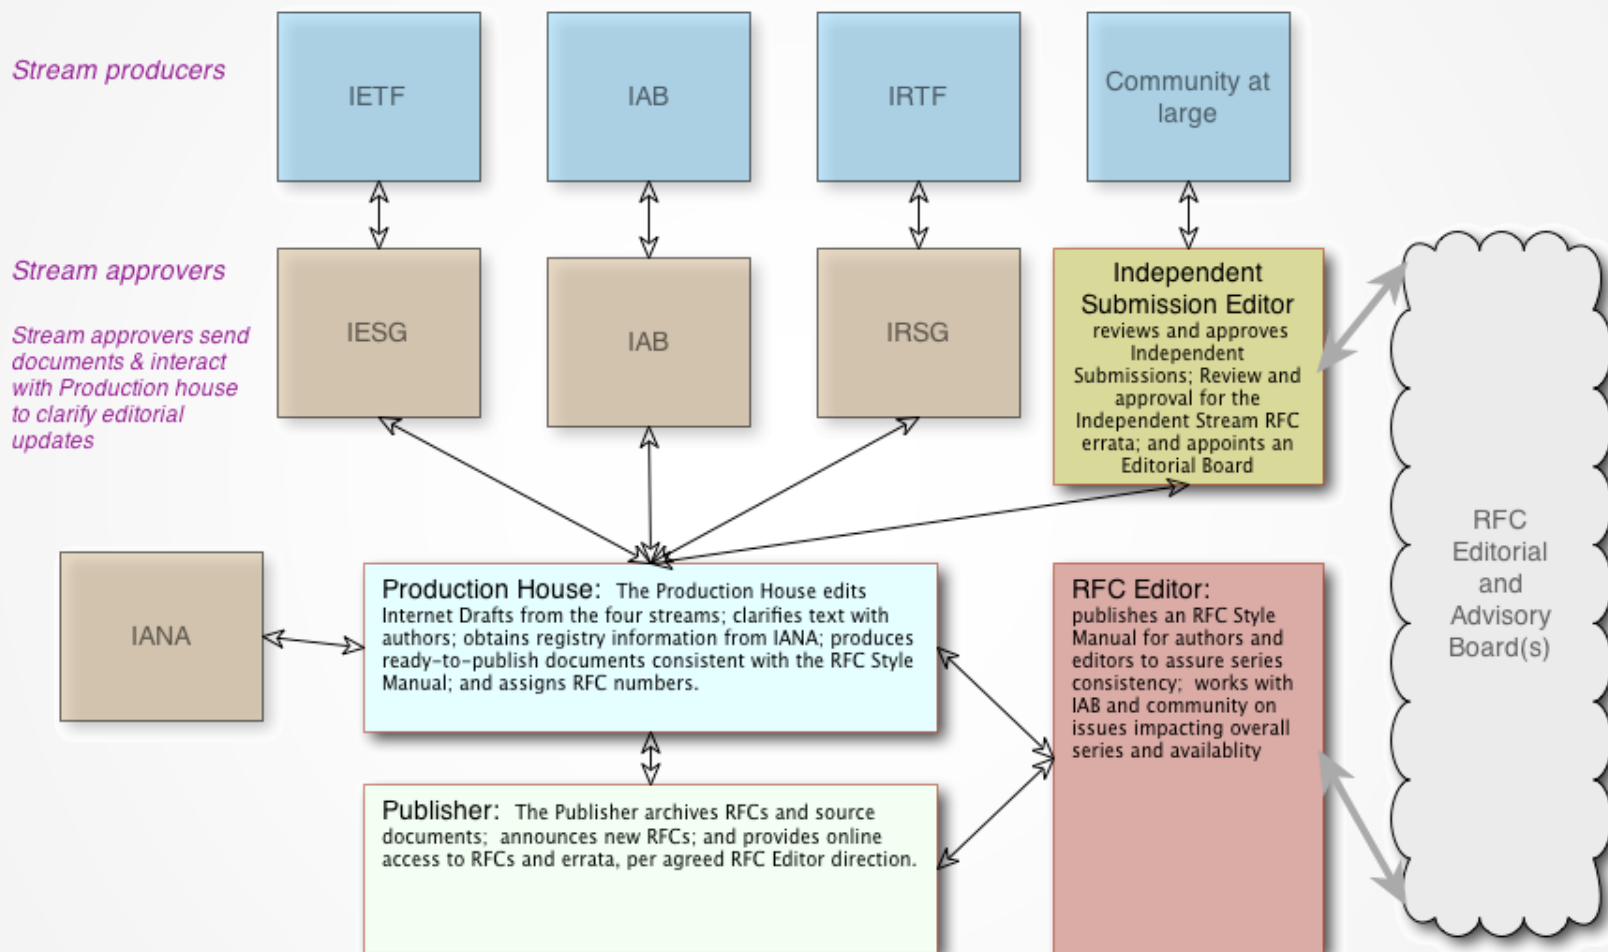 Stream producers
IETF
IAB
IRTF
Community at
large
Stream approvers
Stream approvers send
documents & interact
with Production house
to clarify editorial
updates
IESG
IAB
IRSG
Independent
Submission Editor
reviews and approves
Independent
Submissions; Review and
approval for the
Independent Stream RFC
errata; and appoints an
Editorial Board
RFC
Editorial
and
Advisory
Board(s)
IANA
Production House: The Production House edits
Internet Drafts from the four streams; clarifies text with
authors; obtains registry information from IANA; produces
ready-to-publish documents consistent with the RFC Style
Manual; and assigns RFC numbers.
RFC Editor:
publishes an RFC Style
Manual for authors and
editors to assure series
consistency; works with
IAB and community on
issues impacting overall
series and availablity
Publisher: The Publisher archives RFCs and source
documents; announces new RFCs; and provides online
access to RFCs and errata, per agreed RFC Editor direction.